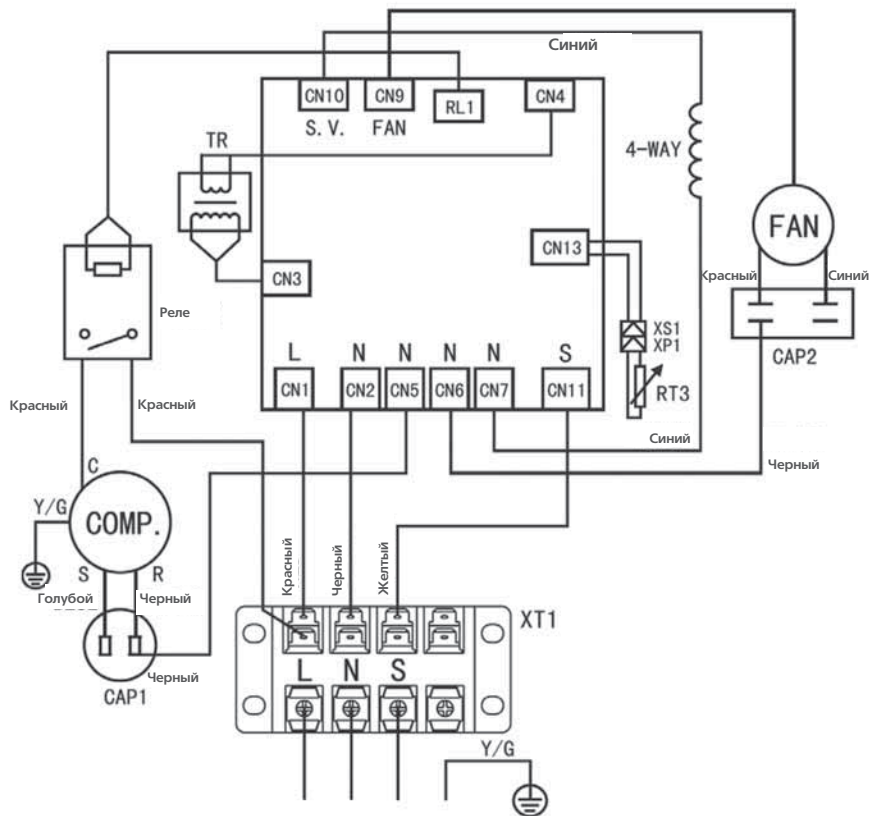 Синий
CN10
CN9
RL1
CN4
S.V.
FAN
TR
4-WAY
FAN
CN13
CN3
Красный
Синий
Реле
XS1
XP1
CAP2
L
N
N
N
N
S
RT3
CN1
CN2
CN5
CN6
CN7
CN11
Красный
Красный
Синий
Черный
C
Y/G
COMP.
Красный
Черный
Желтый
S
R
Голубой
Черный
XT1
Черный
L
N
S
CAP1
Y/G